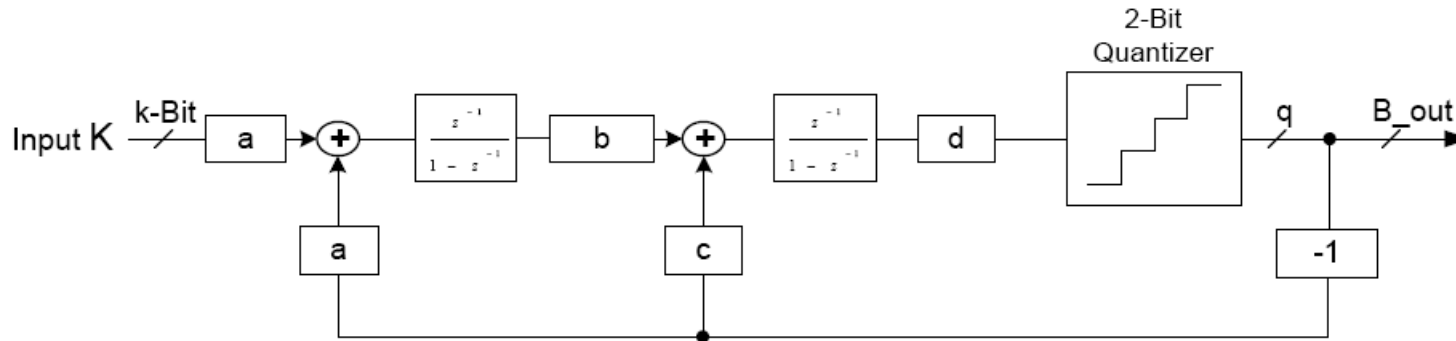 2-Bit
Quantizer
Input K
k-Bit
a
+
z^{-1}
1 - z^{-1}
b
+
z^{-1}
1 - z^{-1}
d
q
B_out
a
c
-1